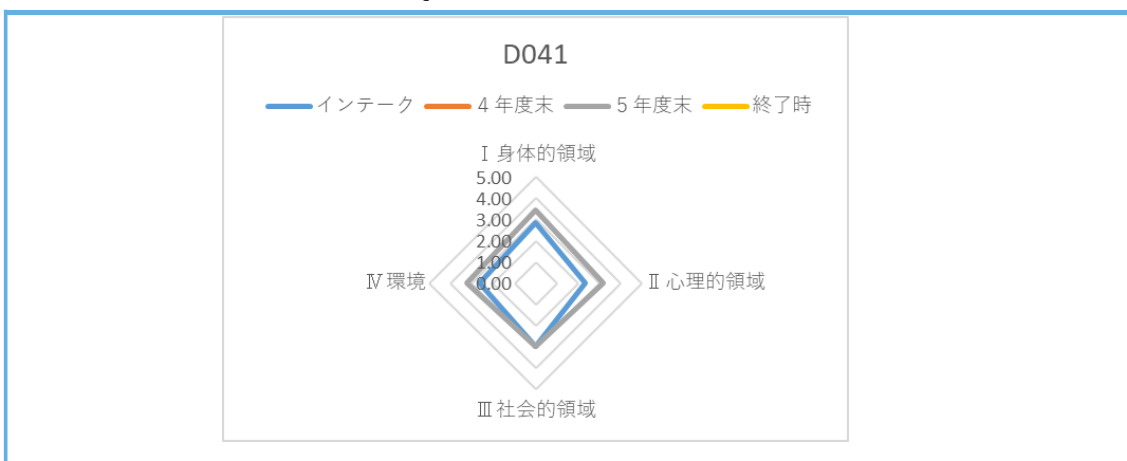 D041
インテーク 4年度末 5年度末 終了時
Ⅰ身体的領域
5.00
4.00
3.00
2.00
1.00
0.00
Ⅳ環境
Ⅱ心理的領域
Ⅲ社会的領域